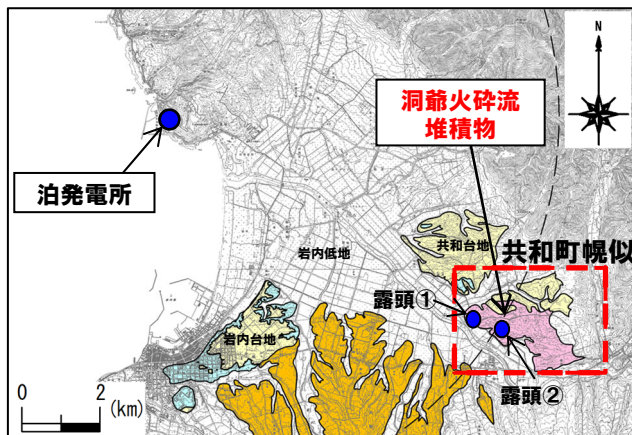 N
洞爺火砕流
堆積物
泊発電所
共和台地
共和町幌似
岩内低地
露頭①
岩内台地
露頭②
0 2
(km)